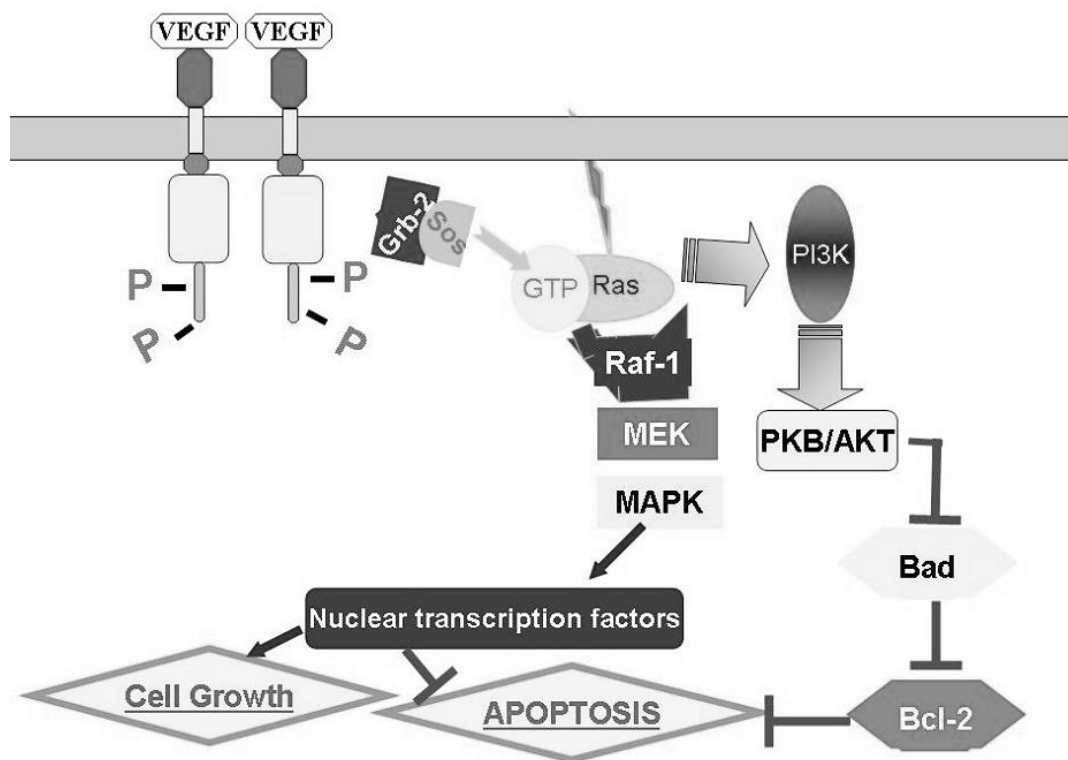 VEGF VEGF
Grb-2
Sos
GTP Ras
PI3K
P P
P P
Raf-1
MEK
PKB/AKT
MAPK
Bad
Nuclear transcription factors
Cell Growth
APOPTOSIS
Bcl-2